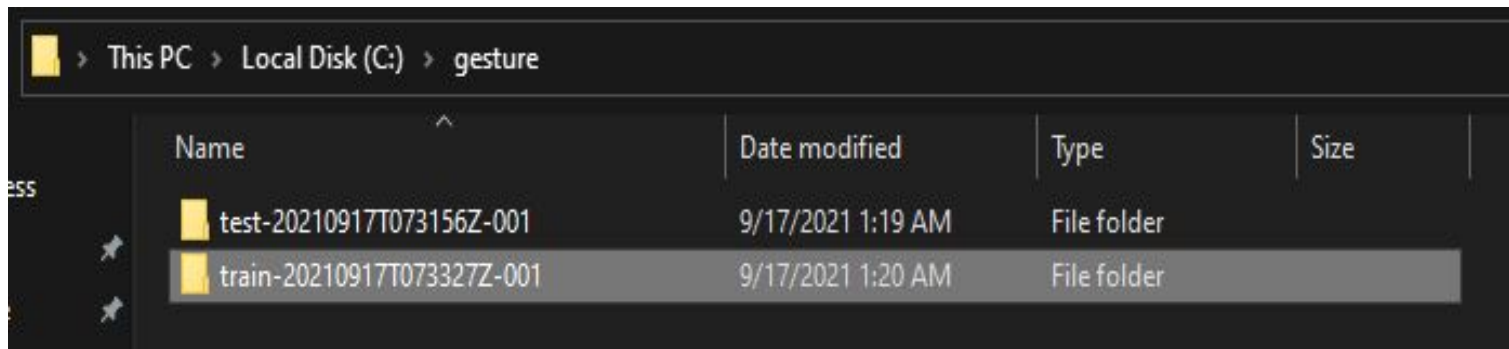 This PC > Local Disk (C:) > gesture
Name Date modified Type Size
ess
test-20210917T073156Z-001 9/17/2021 1:19 AM File folder
train-20210917T073327Z-001 9/17/2021 1:20 AM File folder